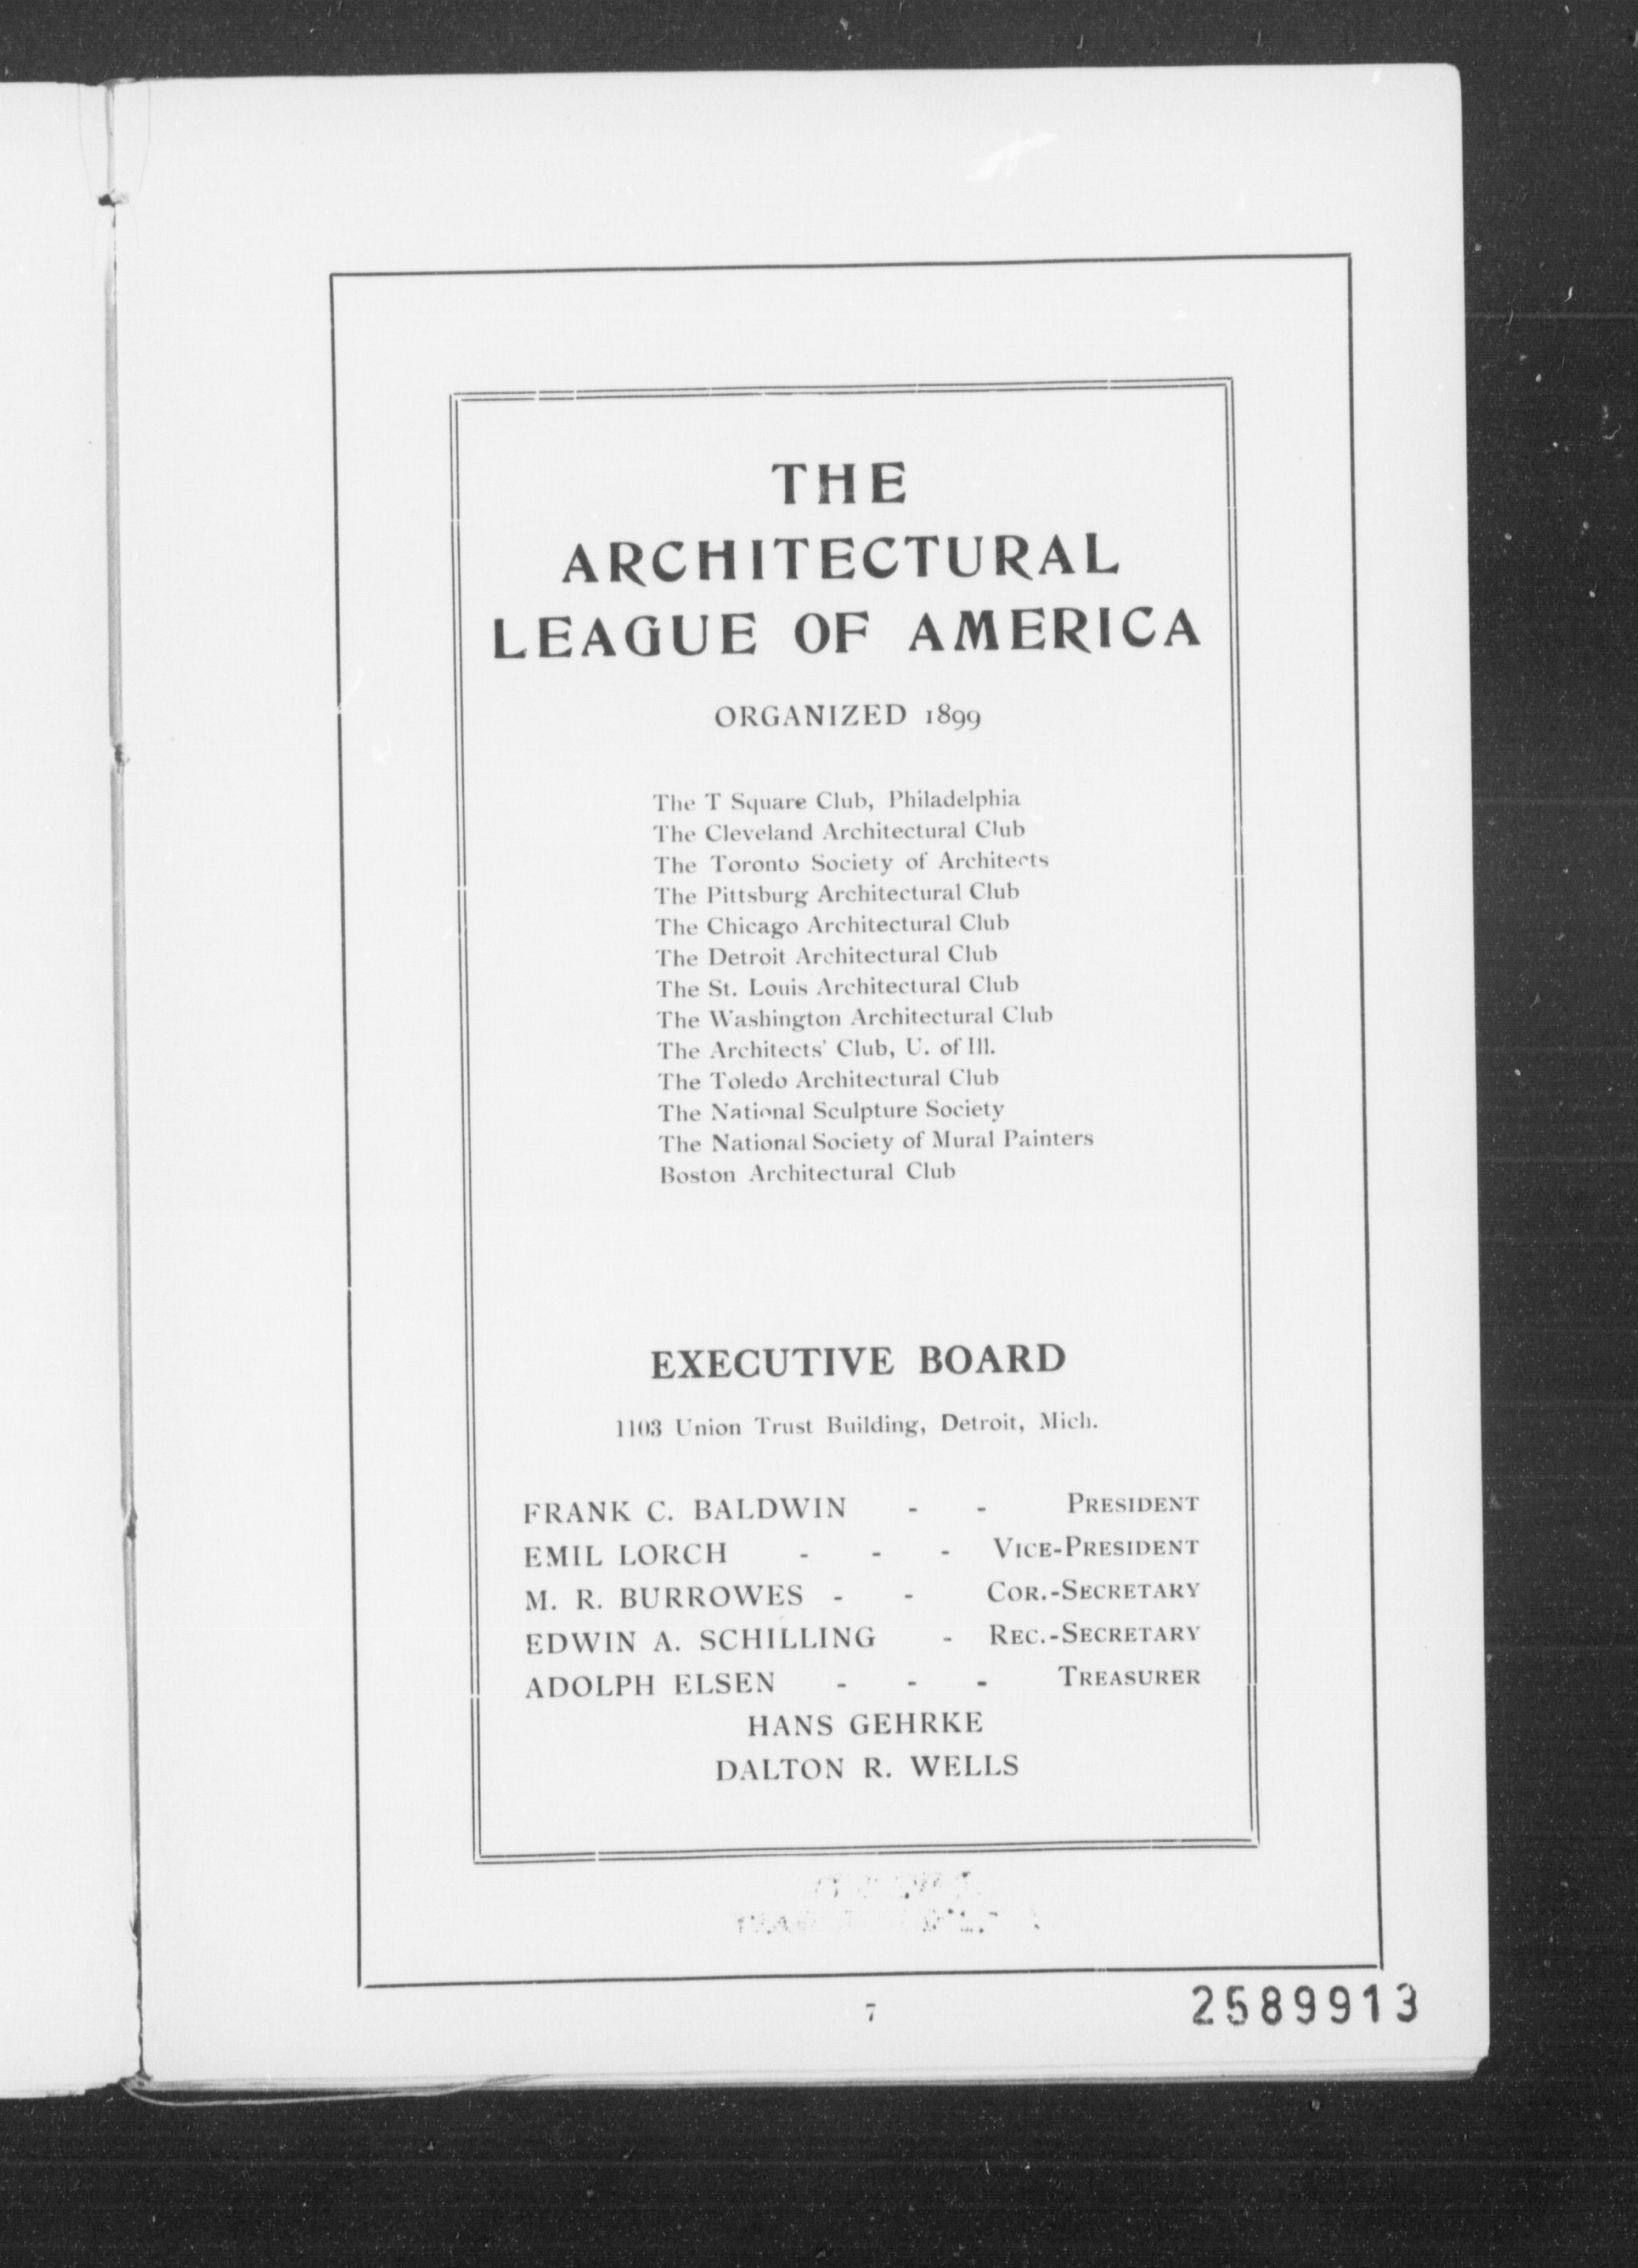 THE
ARCHITECTURAL
LEAGUE OF AMERICA
ORGANIZED 1899
The T Square Club, Philadelphia
The Cleveland Architectural Club
The Toronto Society of Architects
The Pittsburg Architectural Club
The Chicago Architectural Club
The Detroit Architectural Club
The St. Louis Architectural Club
The Washington Architectural Club
The Architects' Club, U. of Ill.
The Toledo Architectural Club
The National Sculpture Society
The National Society of Mural Painters
Boston Architectural Club
EXECUTIVE BOARD
1103 Union Trust Building, Detroit, Mich.
FRANK C. BALDWIN - - PRESIDENT
EMIL LORCH - - - VICE-PRESIDENT
M. R. BURROWES - - COR.-SECRETARY
EDWIN A. SCHILLING - REC.-SECRETARY
ADOLPH ELSEN - - - TREASURER
HANS GEHRKE
DALTON R. WELLS
7
2589913